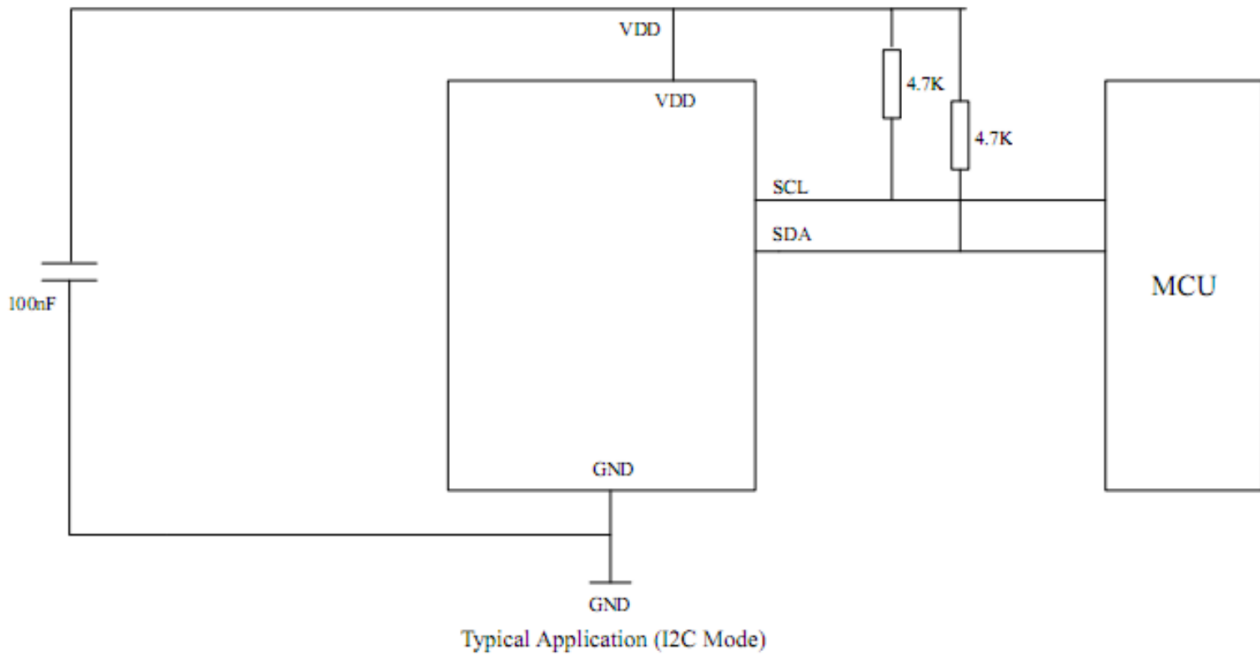 VDD
VDD
4.7K
4.7K
SCL
SDA
100nF
MCU
GND
GND
Typical Application (I2C Mode)